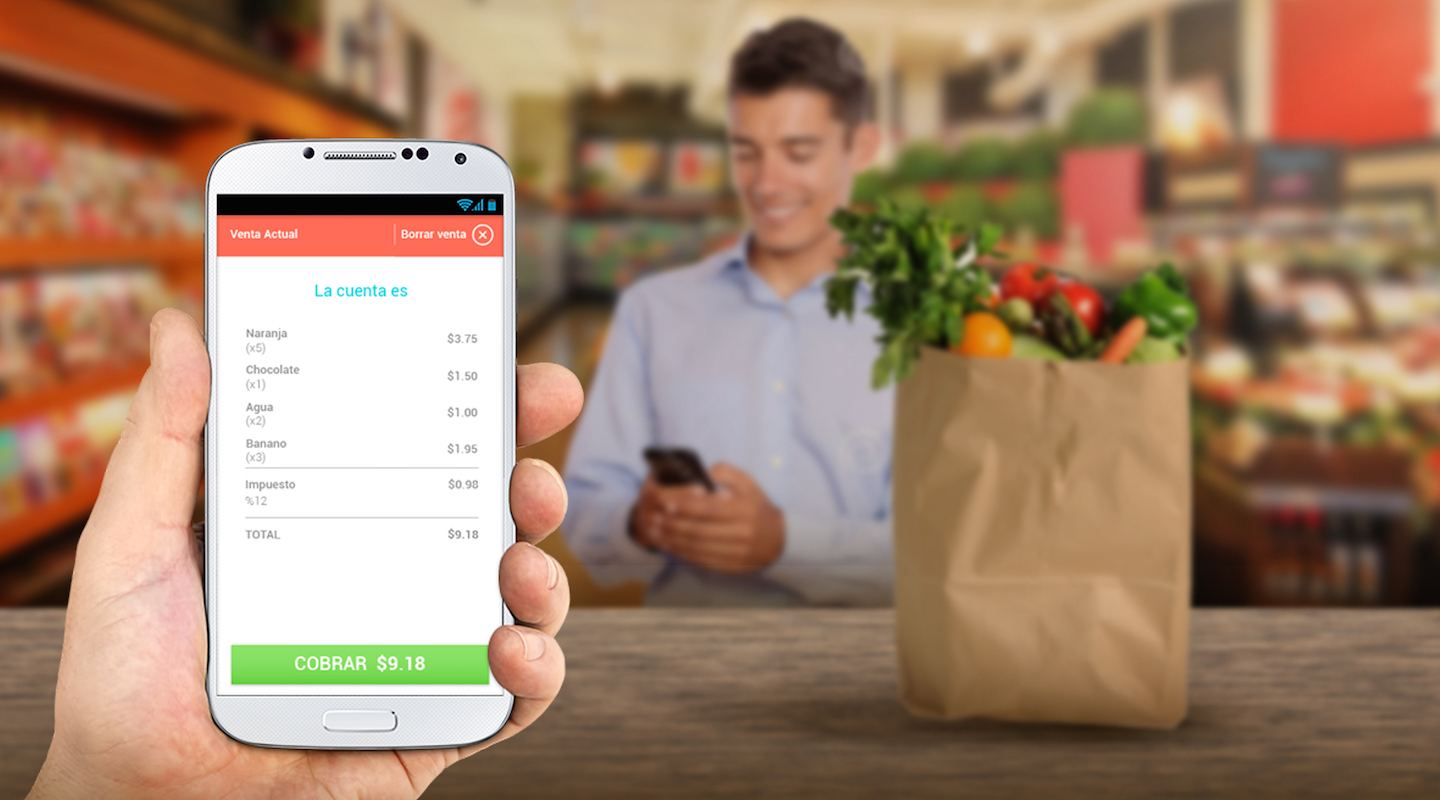 Venta Actual Borrar venta
La cuenta es
Naranja $3.75
(x5)
Chocolate $1.50
(x1)
Agua $1.00
(x2)
Banano $1.95
(x3)
Impuesto $0.98
%12
TOTAL $9.18
COBRAR $9.18